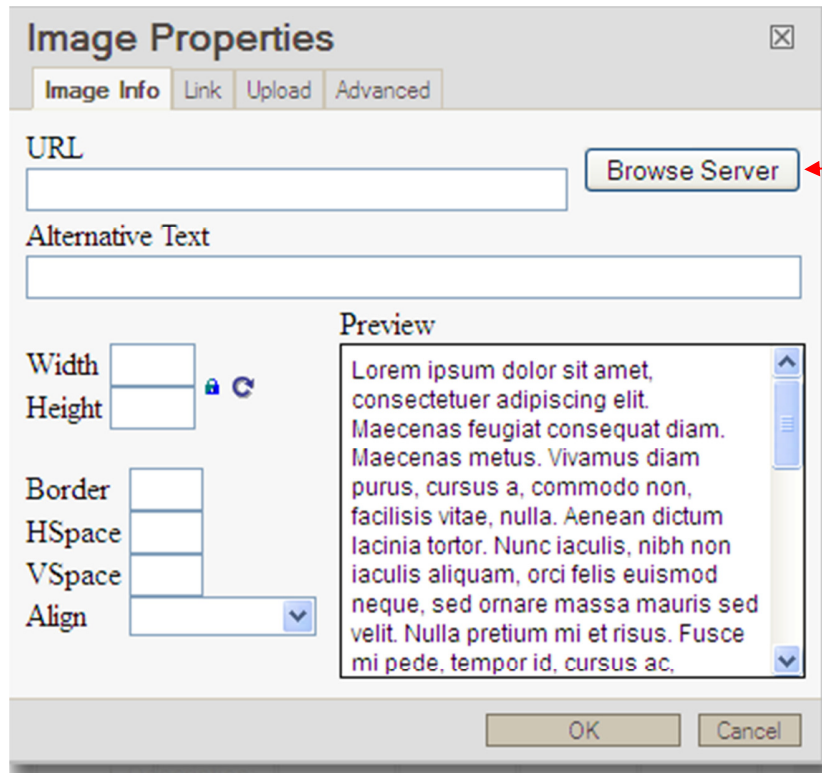 Image Properties
Image Info Link Upload Advanced
URL
Browse Server
Alternative Text
Preview
Width
Height
Border
HSpace
VSpace
Align
Lorem ipsum dolor sit amet,
consectetuer adipiscing elit.
Maecenas feugiat consequat diam.
Maecenas metus. Vivamus diam
purus, cursus a, commodo non,
facilisis vitae, nulla. Aenean dictum
lacinia tortor. Nunc iaculis, nibh non
iaculis aliquam, orci felis euismod
neque, sed ornare massa mauris sed
velit. Nulla pretium mi et risus. Fusce
mi pede, tempor id, cursus ac,
OK Cancel